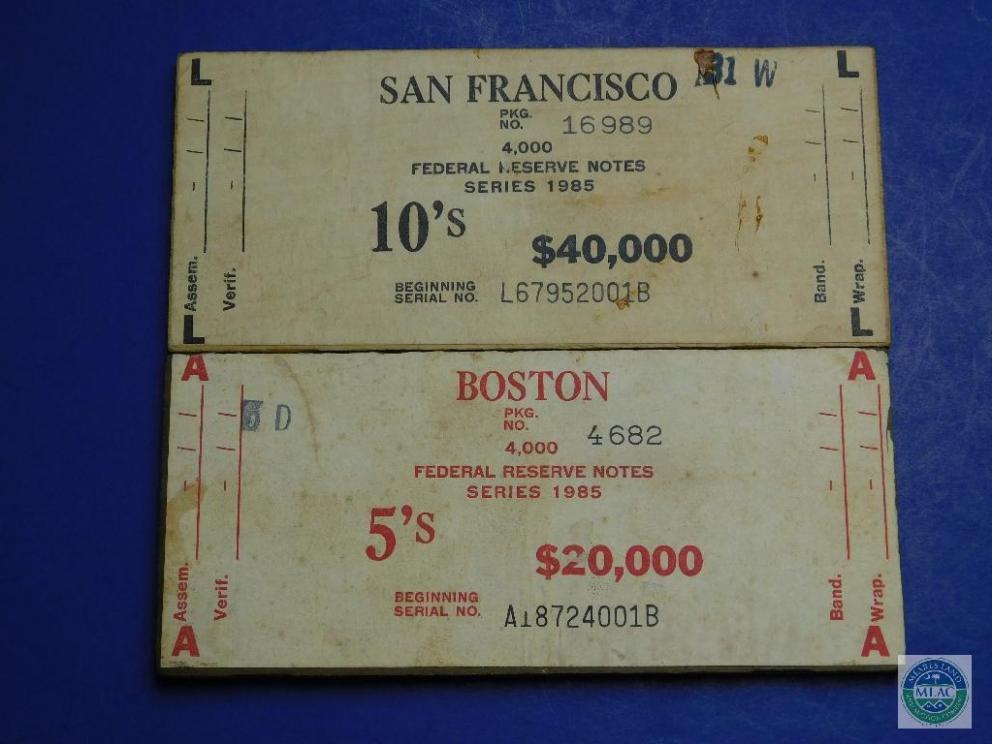 L SAN FRANCISCO 31 W L
PKG.
NO. 16989
4,000
FEDERAL RESERVE NOTES
SERIES 1985
10's $40,000
BEGINNING
SERIAL NO. L67952001B
Assem. Verif. Band. Wrap.
L L
A BOSTON A
PKG.
NO. 4682
D
4,000
FEDERAL RESERVE NOTES
SERIES 1985
5's $20,000
BEGINNING
SERIAL NO. A18724001B
Assem. Verif. Band. Wrap.
A A
MLAC